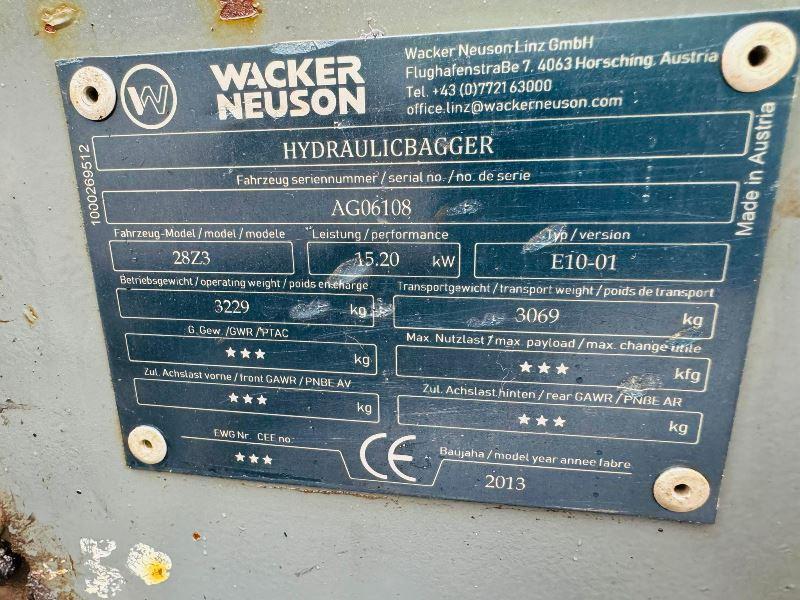 WACKER
NEUSON
Wacker Neuson Linz GmbH
Flughafenstraße 7, 4063 Horsching, Austria
Tel. +43 (0)7721 63000
office.linz@wackerneuson.com
HYDRAULICBAGGER
1000269512
Made in Austria
Fahrzeug seriennummer / serial no. / no. de serie
AG06108
Fahrzeug-Model / model / modele
Leistung / performance
Typ / version
28Z3
15.20 kW
E10-01
Betriebsgewicht / operating weight / poids en charge
Transportgewicht / transport weight / poids de transport
3229 kg
3069 kg
G. Gew. /GWR /PTAC
Max. Nutzlast / max. payload / max. change utile
*** kg
*** kfg
Zul. Achslast vorne / front GAWR / PNBE AV
Zul. Achslast hinten / rear GAWR / PNBE AR
*** kg
*** kg
EWG Nr. CEE no.
***
CE
Baujaha / model year annee fabre
2013